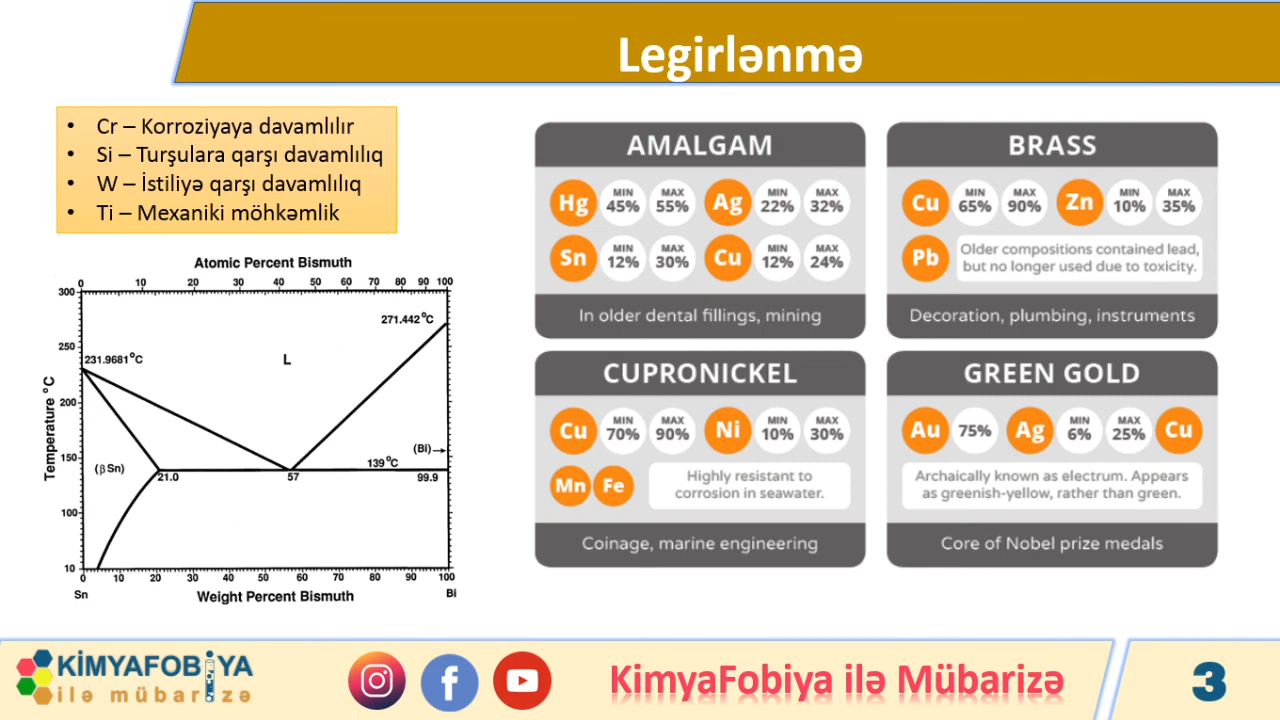 Legirlənmə
• Cr – Korroziyaya davamlılır
• Si – Turşulara qarşı davamlılıq
• W – İstiliyə qarşı davamlılıq
• Ti – Mexaniki möhkəmlik
Atomic Percent Bismuth
0 10 20 30 40 50 60 70 80 90 100
300
271.442°C
250
L
231.9681°C
200
Temperature °C
(Bi)→
150
139°C
(βSn)
21.0 57 99.9
100
10
0 10 20 30 40 50 60 70 80 90 100
Sn Weight Percent Bismuth Bi
AMALGAM
Hg MIN 45% MAX 55% Ag MIN 22% MAX 32%
Sn MIN 12% MAX 30% Cu MIN 12% MAX 24%
In older dental fillings, mining
BRASS
Cu MIN 65% MAX 90% Zn MIN 10% MAX 35%
Pb Older compositions contained lead,
but no longer used due to toxicity.
Decoration, plumbing, instruments
CUPRONICKEL
Cu MIN 70% MAX 90% Ni MIN 10% MAX 30%
Mn Fe Highly resistant to
corrosion in seawater.
Coinage, marine engineering
GREEN GOLD
Au 75% Ag MIN 6% MAX 25% Cu
Archaically known as electrum. Appears
as greenish-yellow, rather than green.
Core of Nobel prize medals
KİMYAFOBİYA
ilə mübarizə
KimyaFobiya ilə Mübarizə
3